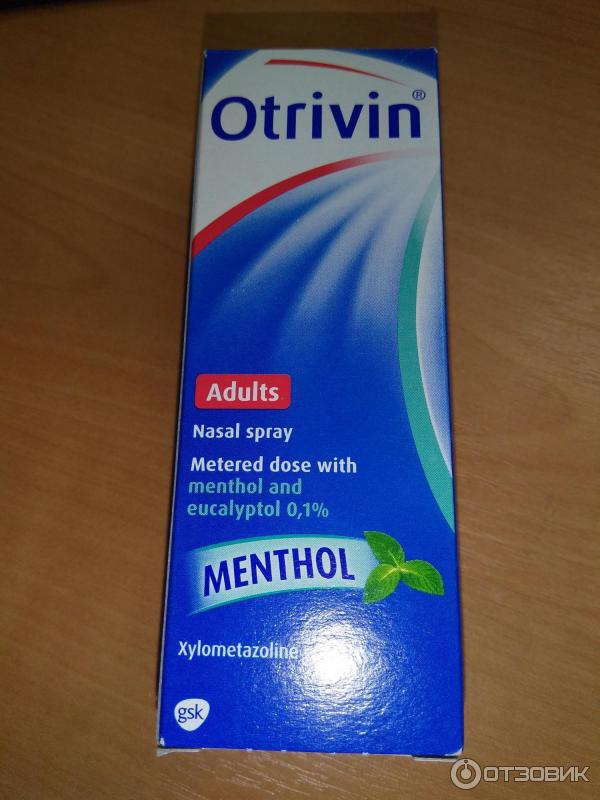 Otrivin®
Adults
Nasal spray
Metered dose with
menthol and
eucalyptol 0,1%
MENTHOL
Xylometazoline
gsk
ОТЗОВИК